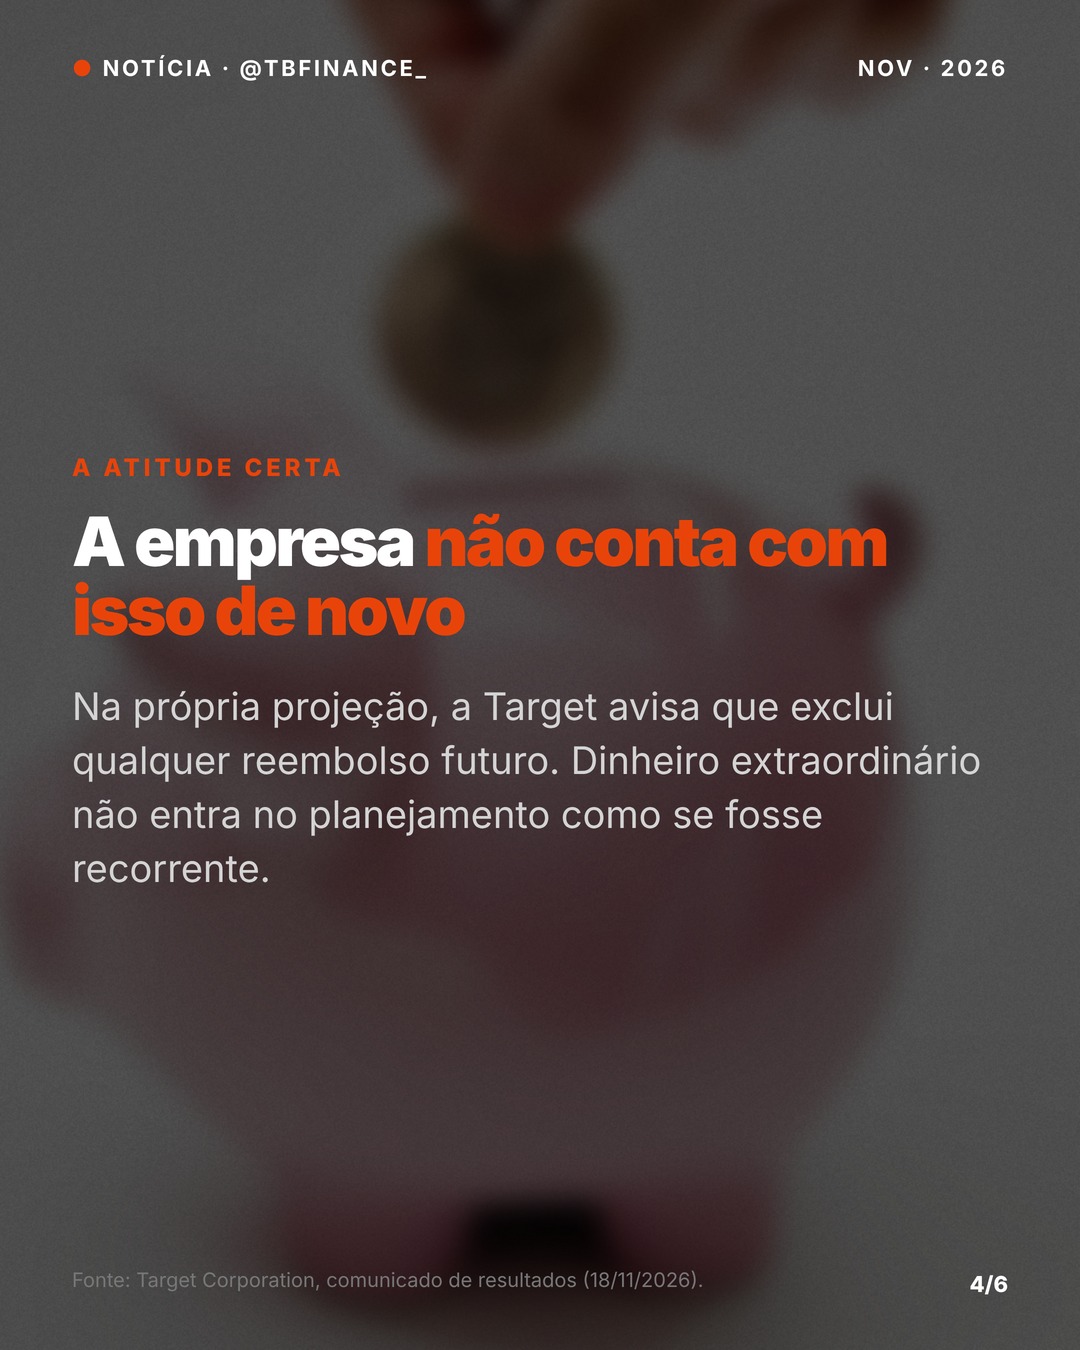 NOTÍCIA · @TBFINANCE_
NOV · 2026
A ATITUDE CERTA
A empresa não conta com
isso de novo
Na própria projeção, a Target avisa que exclui
qualquer reembolso futuro. Dinheiro extraordinário
não entra no planejamento como se fosse
recorrente.
Fonte: Target Corporation, comunicado de resultados (18/11/2026).
4/6